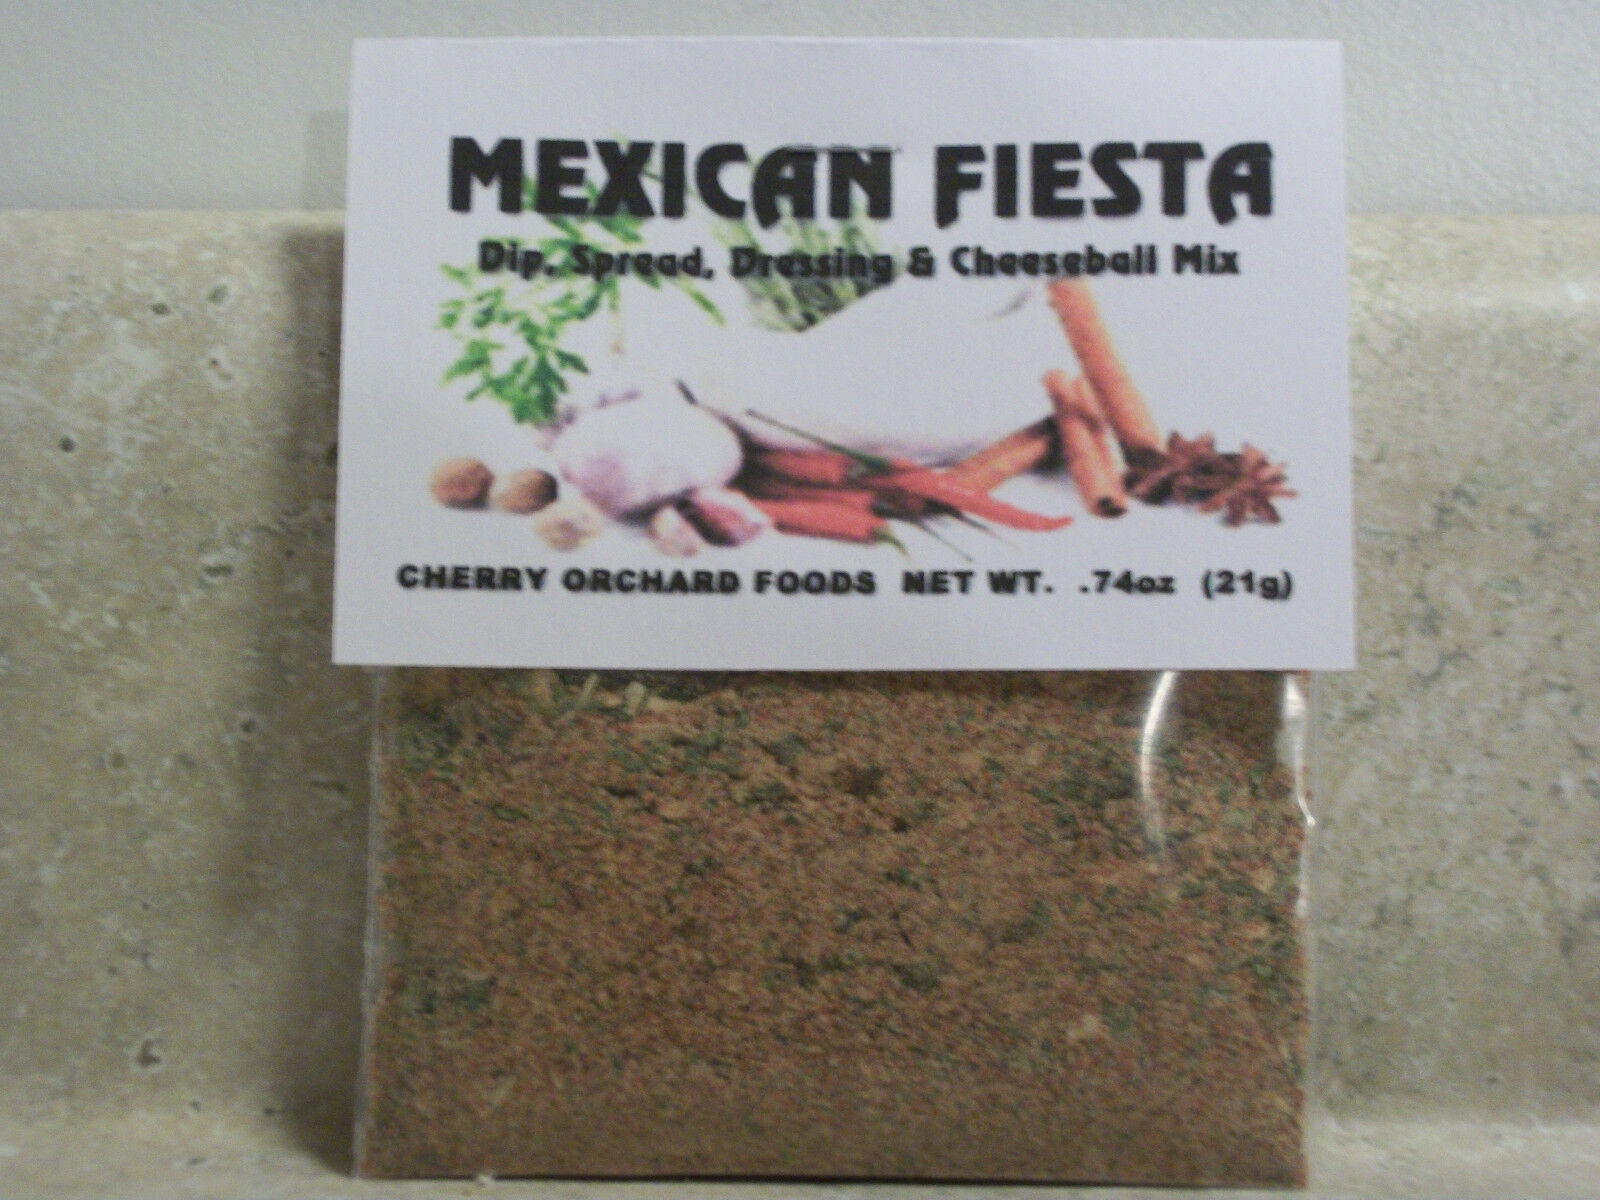 MEXICAN FIESTA
Dip, Spread, Dressing & Cheeseball Mix
CHERRY ORCHARD FOODS NET WT. .74oz (21g)